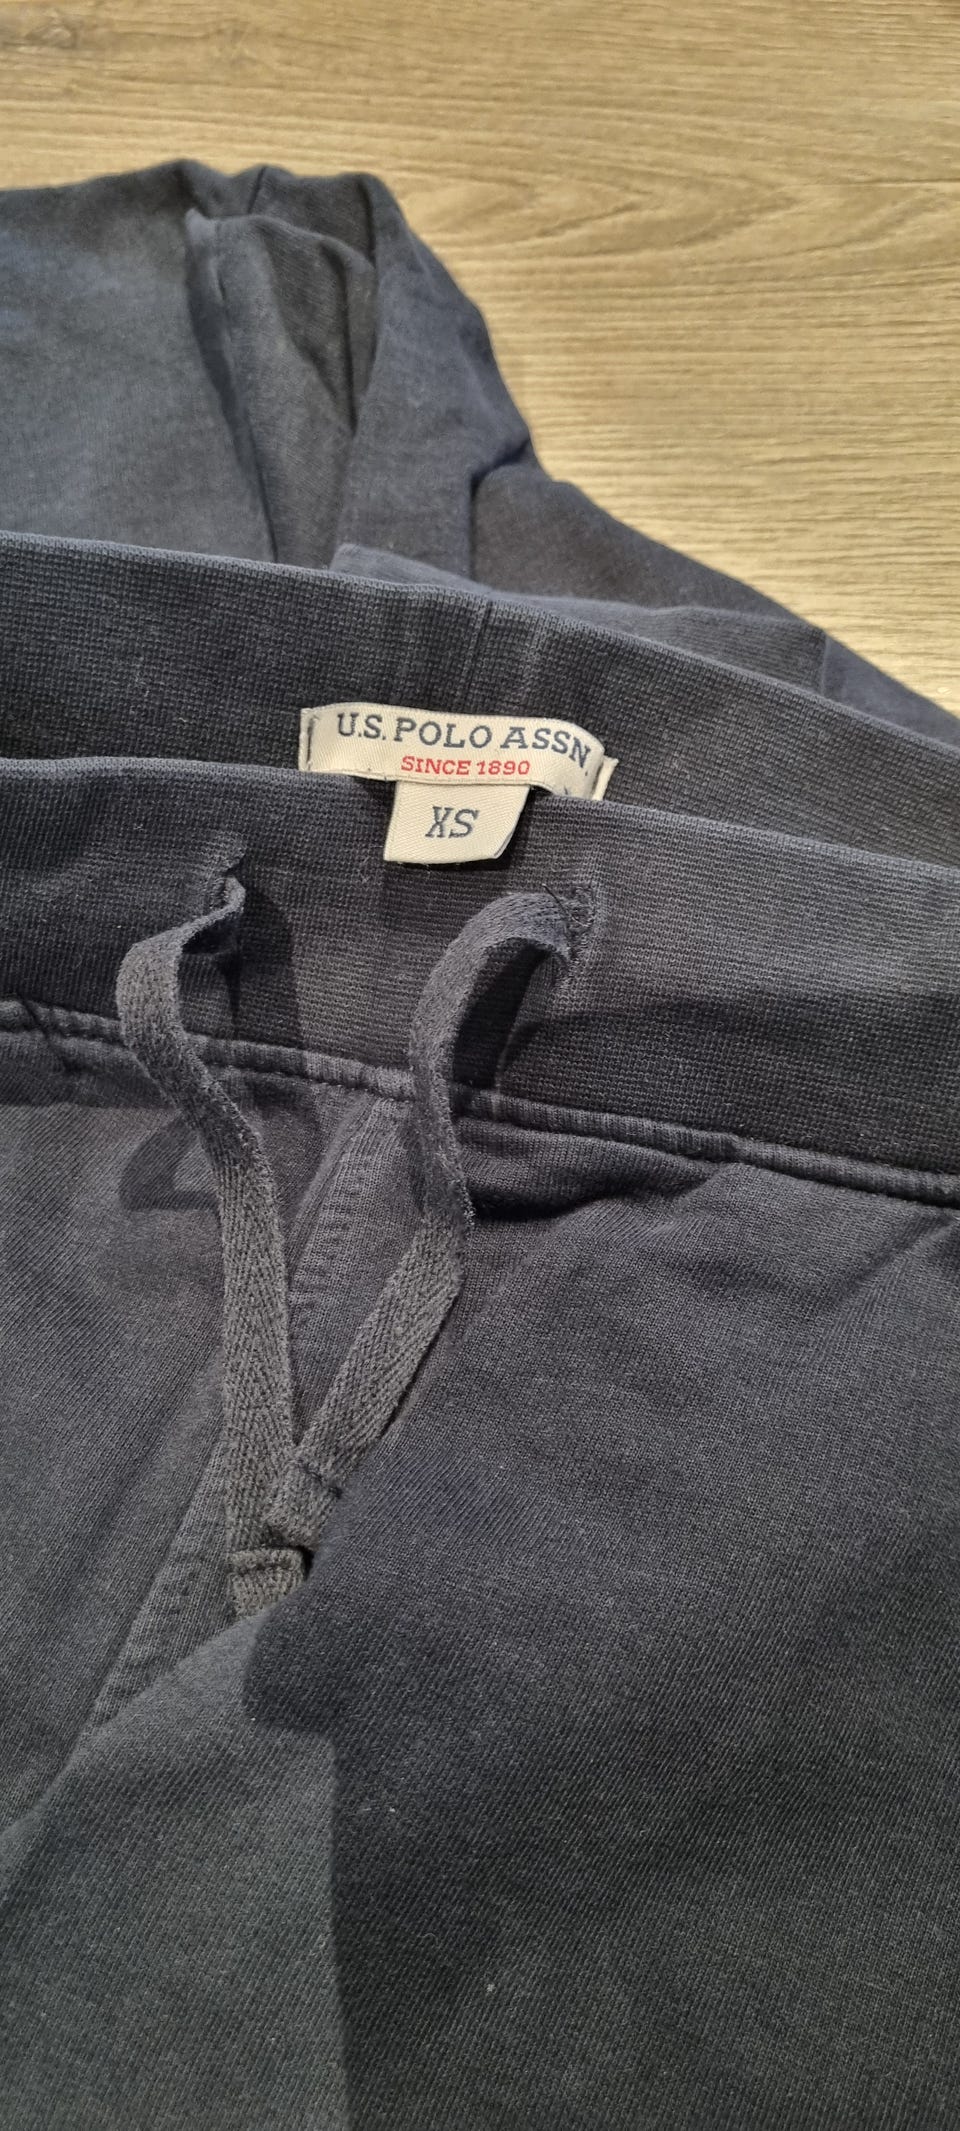 U.S. POLO ASSN.
SINCE 1890
XS